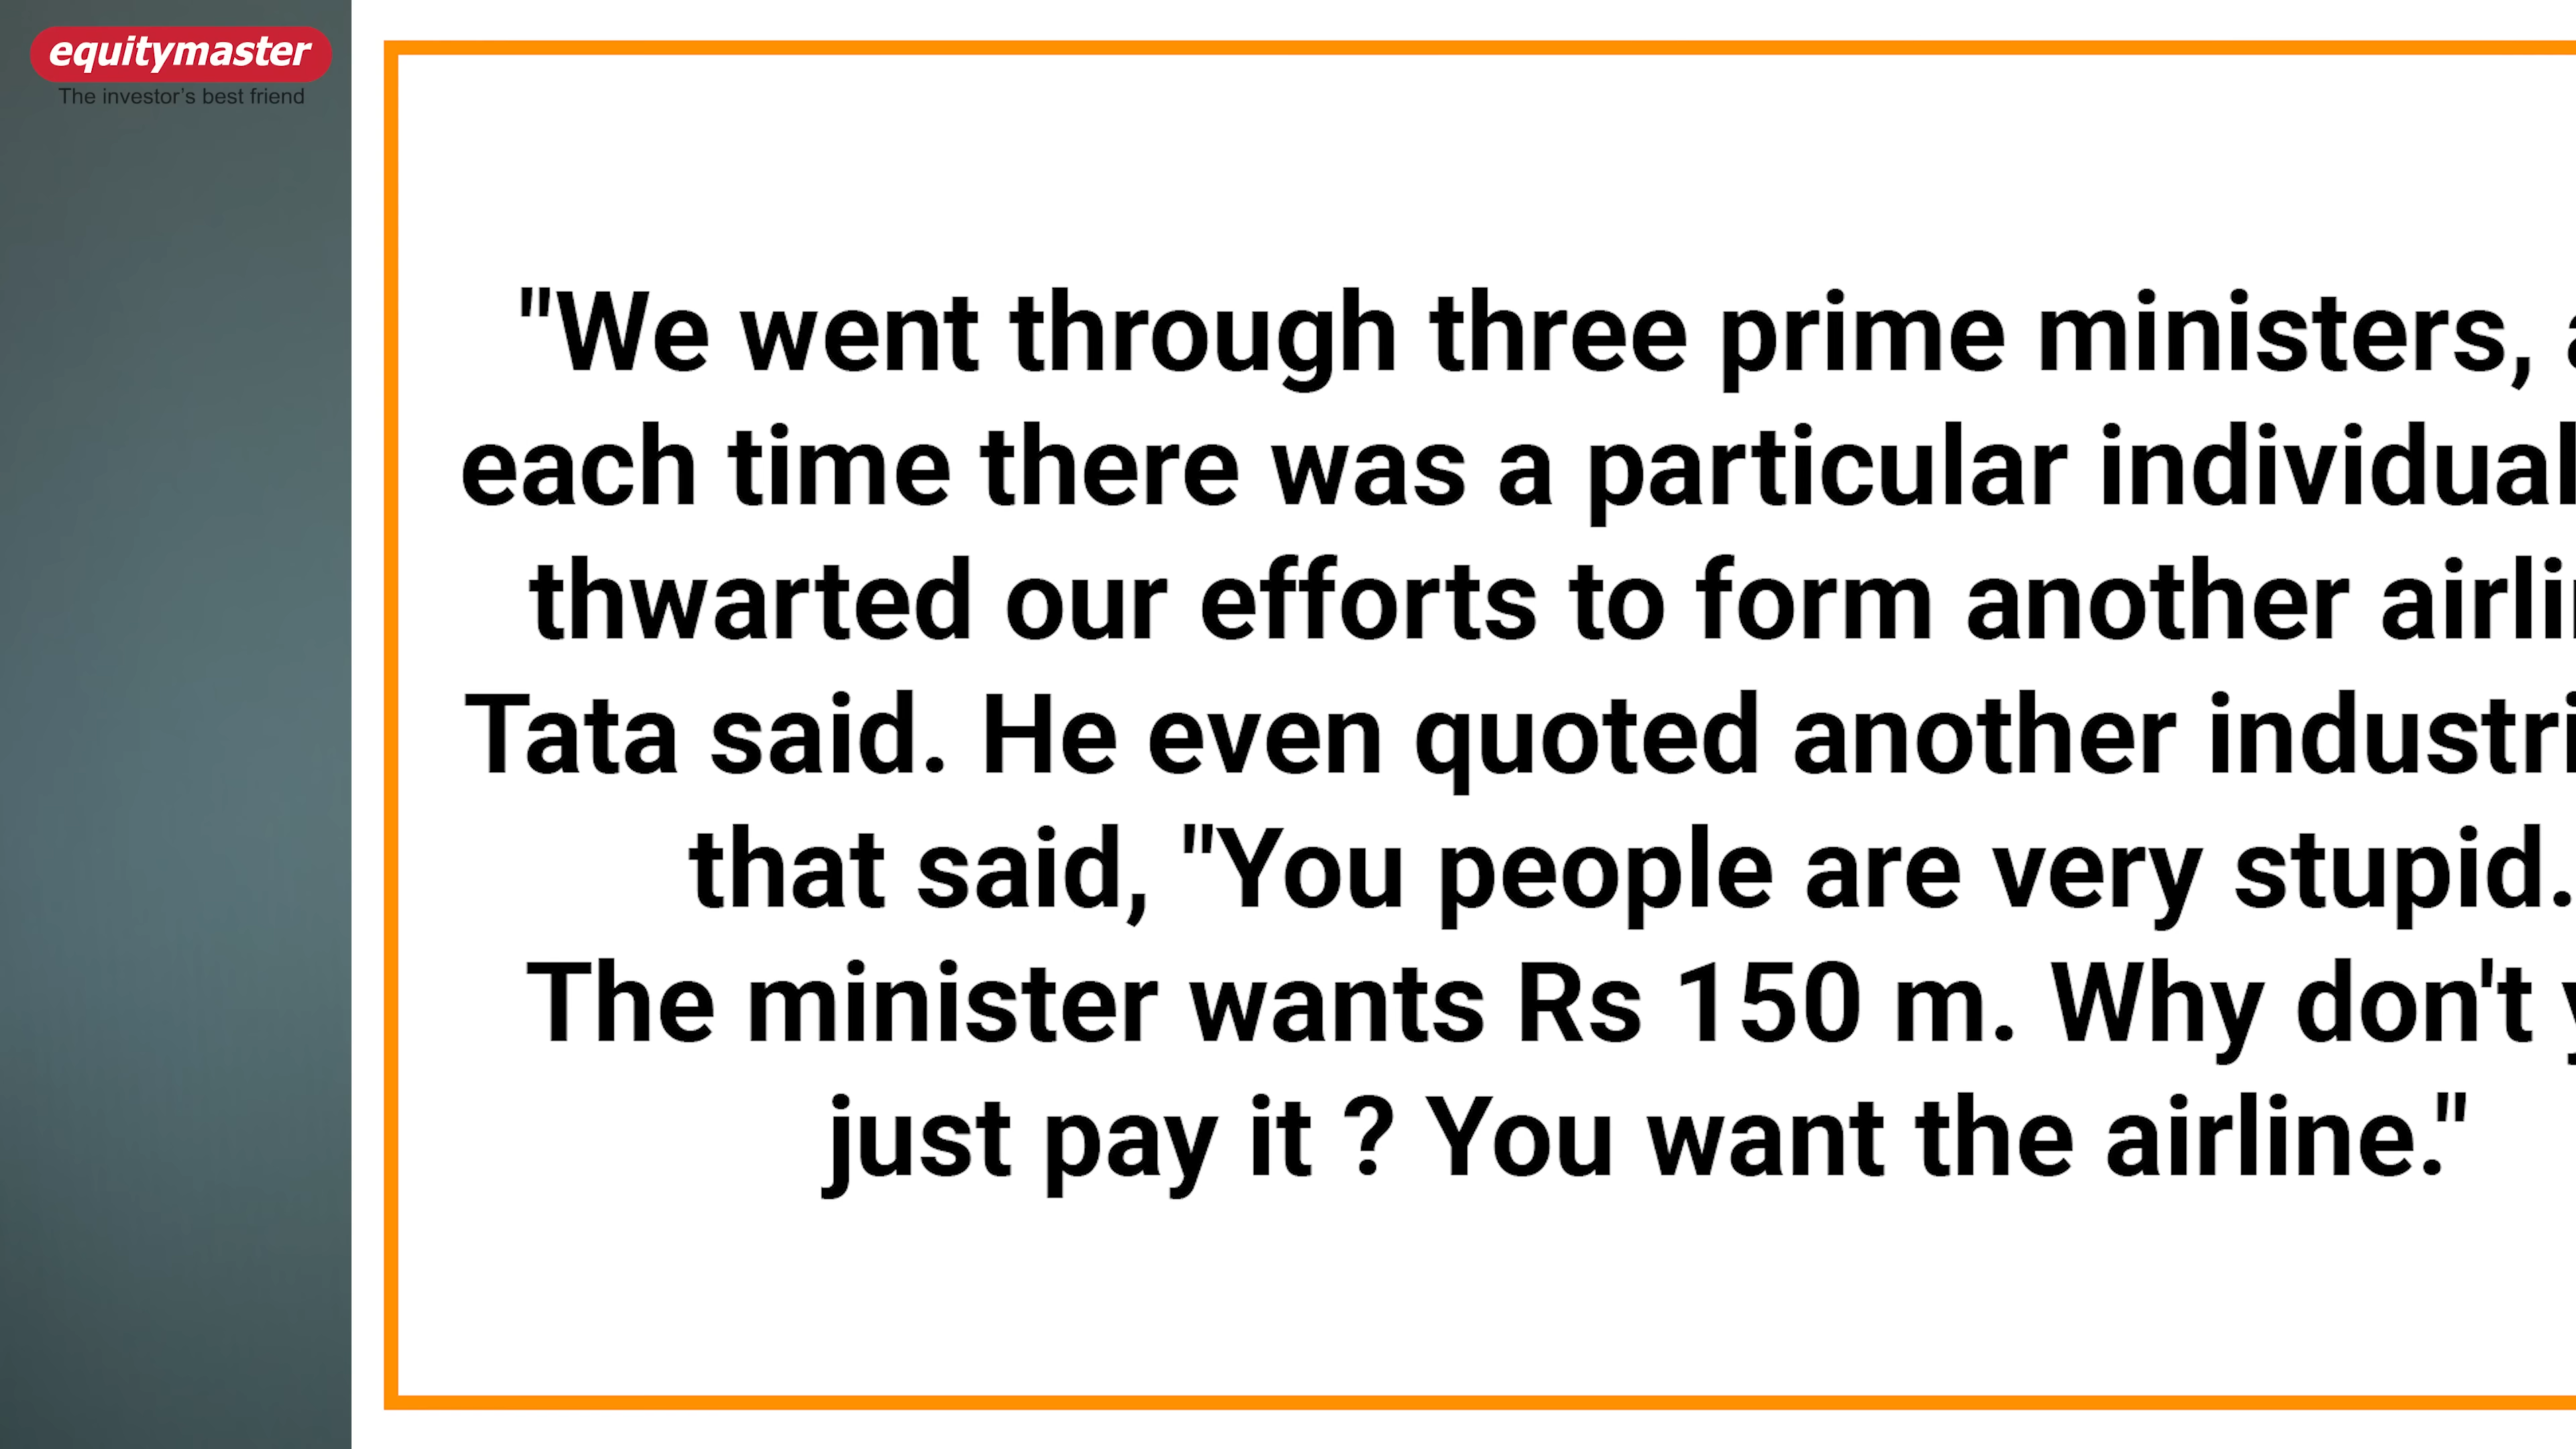 equitymaster
The investor's best friend
"We went through three prime ministers,
each time there was a particular individual
thwarted our efforts to form another
Tata said. He even quoted another
that said, "You people are very stupid.
The minister wants Rs 150 m. Why don't
just pay it ? You want the airline."